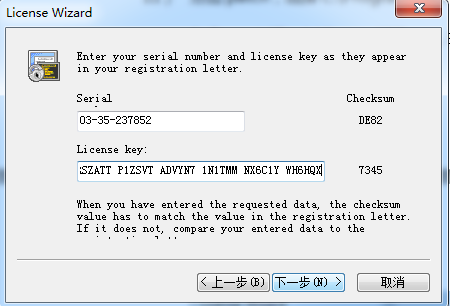 License Wizard
Enter your serial number and license key as they appear
in your registration letter.
Serial
Checksum
03-35-237852
DE82
License key:
SZATT P1ZSVT ADVYN7 1N1TMM NX6C1Y WH6HQX
7345
When you have entered the requested data, the checksum
value has to match the value in the registration letter.
If it does not, compare your entered data to the
<上一步(B)
下一步(N)>
取消